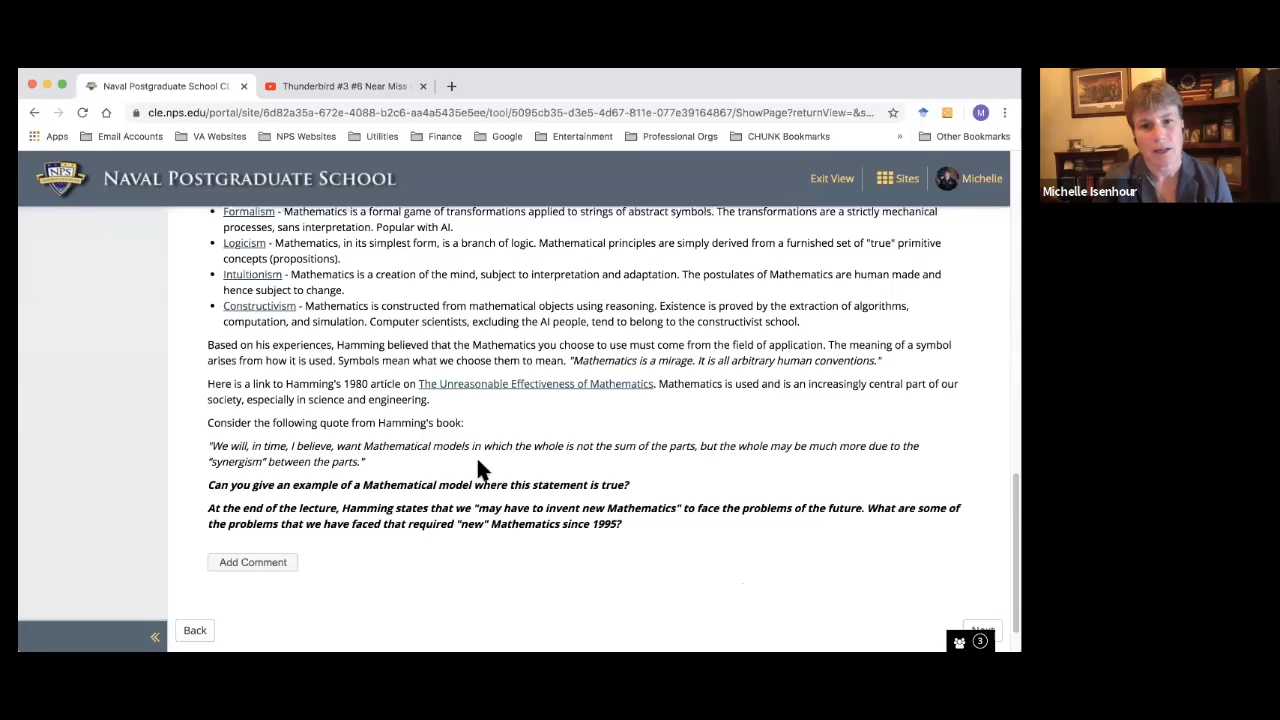 Naval Postgraduate School CL
Thunderbird #3 #6 Near Miss
cle.nps.edu/portal/site/6d82a35a-672e-4088-b2c6-aa4a5435e5ee/tool/5095cb35-d3e5-4d67-811e-077e39164867/ShowPage?returnView=&s...
M
Apps
Email Accounts
VA Websites
NPS Websites
Utilities
Finance
Google
Entertainment
Professional Orgs
CHUNK Bookmarks
»
Other Bookmarks
NPS
NAVAL POSTGRADUATE SCHOOL
Exit View
Sites
Michelle
Michelle Isenhour
• Formalism - Mathematics is a formal game of transformations applied to strings of abstract symbols. The transformations are a strictly mechanical
processes, sans interpretation. Popular with AI.
• Logicism - Mathematics, in its simplest form, is a branch of logic. Mathematical principles are simply derived from a furnished set of "true" primitive
concepts (propositions).
• Intuitionism - Mathematics is a creation of the mind, subject to interpretation and adaptation. The postulates of Mathematics are human made and
hence subject to change.
• Constructivism - Mathematics is constructed from mathematical objects using reasoning. Existence is proved by the extraction of algorithms,
computation, and simulation. Computer scientists, excluding the AI people, tend to belong to the constructivist school.
Based on his experiences, Hamming believed that the Mathematics you choose to use must come from the field of application. The meaning of a symbol
arises from how it is used. Symbols mean what we choose them to mean. "Mathematics is a mirage. It is all arbitrary human conventions."
Here is a link to Hamming's 1980 article on The Unreasonable Effectiveness of Mathematics. Mathematics is used and is an increasingly central part of our
society, especially in science and engineering.
Consider the following quote from Hamming's book:
"We will, in time, I believe, want Mathematical models in which the whole is not the sum of the parts, but the whole may be much more due to the
"synergism" between the parts."
Can you give an example of a Mathematical model where this statement is true?
At the end of the lecture, Hamming states that we "may have to invent new Mathematics" to face the problems of the future. What are some of
the problems that we have faced that required "new" Mathematics since 1995?
Add Comment
«
Back
Next
3